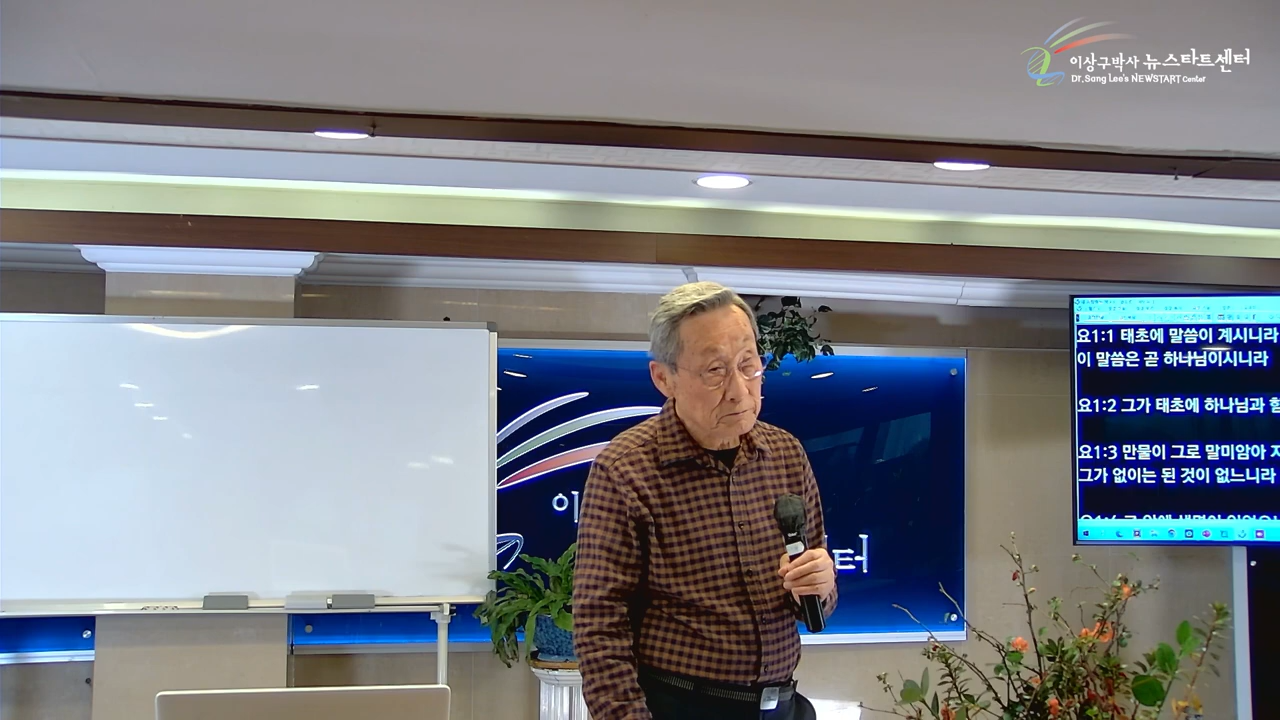 이상구박사 뉴스타트센터
Dr. Sang Lee's NEWSTART Center
요1:1 태초에 말씀이 계시니라
이 말씀은 곧 하나님이시니라
요1:2 그가 태초에 하나님과 함
요1:3 만물이 그로 말미암아 지
그가 없이는 된 것이 없느니라
이
터